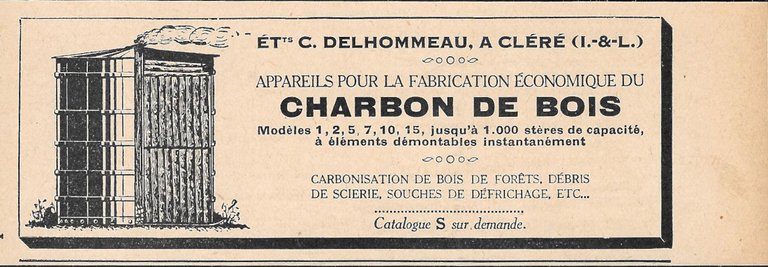 ÉTTS C. DELHOMMEAU, A CLÉRÉ (I.-&-L.)
APPAREILS POUR LA FABRICATION ÉCONOMIQUE DU
CHARBON DE BOIS
Modèles 1, 2, 5, 7, 10, 15, jusqu'à 1.000 stères de capacité,
à éléments démontables instantanément
CARBONISATION DE BOIS DE FORÊTS, DÉBRIS
DE SCIERIE, SOUCHES DE DÉFRICHAGE, ETC...
Catalogue S sur demande.